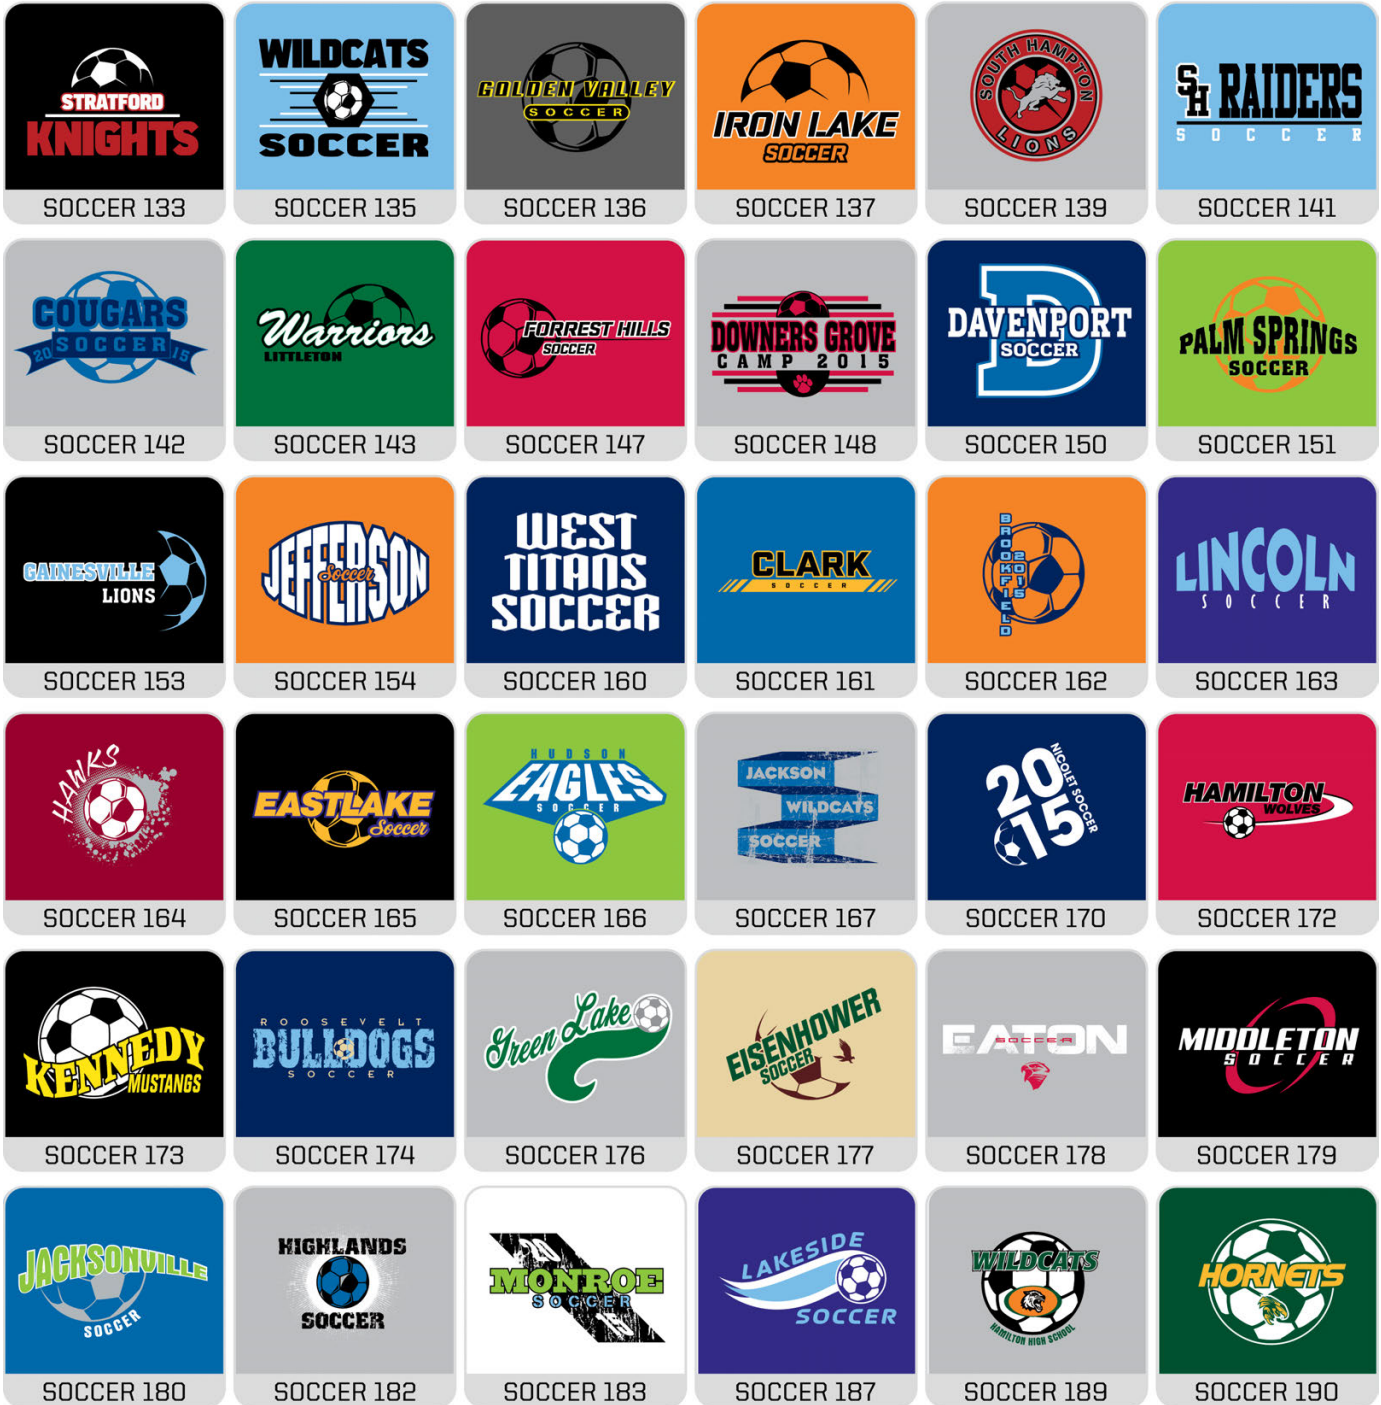 STRATFORD
KNIGHTS
SOCCER 133
WILDCATS
SOCCER
SOCCER 135
GOLDEN VALLEY
SOCCER
SOCCER 136
IRON LAKE
SOCCER
SOCCER 137
SOUTH HAMPTON
LIONS
SOCCER 139
SH RAIDERS
SOCCER
SOCCER 141
COUGARS
SOCCER
20 15
SOCCER 142
Warriors
LITTLETON
SOCCER 143
FORREST HILLS
SOCCER
SOCCER 147
DOWNERS GROVE
CAMP 2015
SOCCER 148
D
DAVENPORT
SOCCER
SOCCER 150
PALM SPRINGS
SOCCER
SOCCER 151
GAINESVILLE
LIONS
SOCCER 153
JEFFERSON
Soccer
SOCCER 154
WEST
TITANS
SOCCER
SOCCER 160
CLARK
SOCCER
SOCCER 161
BROOKFIELD
2015
SOCCER 162
LINCOLN
SOCCER
SOCCER 163
HAWKS
SOCCER 164
EASTLAKE
Soccer
SOCCER 165
HUDSON
EAGLES
SOCCER
SOCCER 166
JACKSON
WILDCATS
SOCCER
SOCCER 167
20
15
NICOLET SOCCER
SOCCER 170
HAMILTON
WOLVES
SOCCER 172
KENNEDY
MUSTANGS
SOCCER 173
ROOSEVELT
BULLDOGS
SOCCER
SOCCER 174
Green Lake
SOCCER 176
EISENHOWER
SOCCER
SOCCER 177
EATON
SOCCER
SOCCER 178
MIDDLETON
SOCCER
SOCCER 179
JACKSONVILLE
SOCCER
SOCCER 180
HIGHLANDS
SOCCER
SOCCER 182
20
MONROE
SOCCER
15
SOCCER 183
LAKESIDE
SOCCER
SOCCER 187
WILDCATS
HAMILTON HIGH SCHOOL
SOCCER 189
HORNETS
SOCCER 190